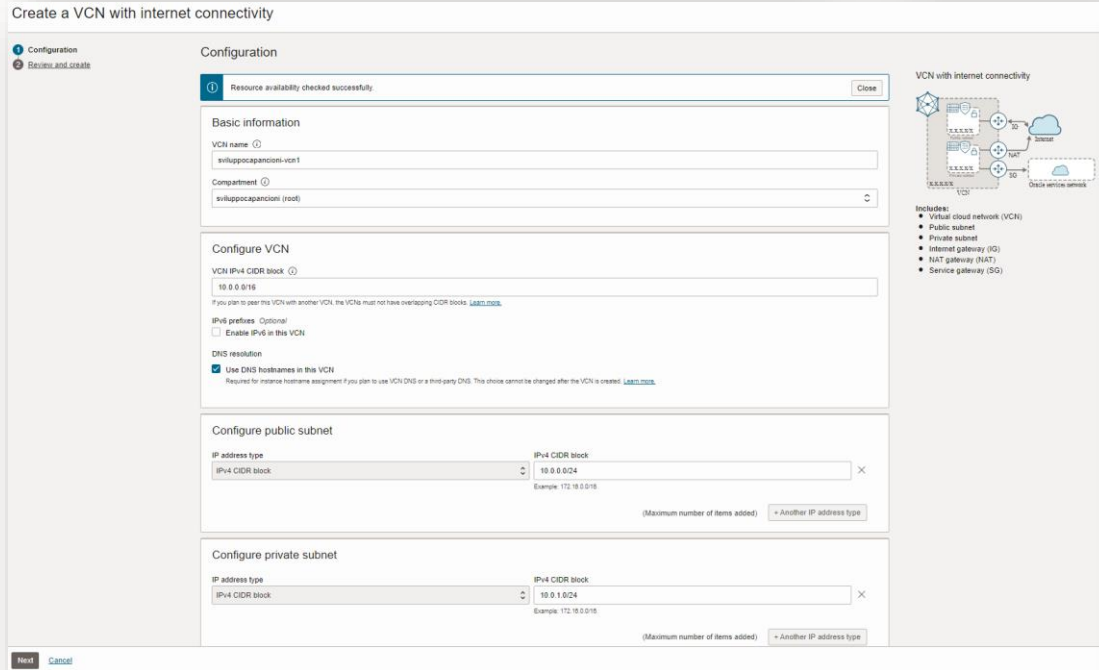 Create a VCN with internet connectivity
1 Configuration
2 Review and create
Configuration
Resource availability checked successfully.
Close
Basic information
VCN name
sviluppocapancioni-vcn1
Compartment
sviluppocapancioni (root)
Configure VCN
VCN IPv4 CIDR block
10.0.0.0/16
If you plan to peer this VCN with another VCN, the VCNs must not have overlapping CIDR blocks. Learn more.
IPv6 prefixes Optional
Enable IPv6 in this VCN
DNS resolution
Use DNS hostnames in this VCN
Required for instance hostname assignment if you plan to use VCN DNS or a third-party DNS. This choice cannot be changed after the VCN is created. Learn more.
Configure public subnet
IP address type
IPv4 CIDR block
IPv4 CIDR block
10.0.0.0/24
Example: 172.16.0.0/16
(Maximum number of items added)
+ Another IP address type
Configure private subnet
IP address type
IPv4 CIDR block
IPv4 CIDR block
10.0.1.0/24
Example: 172.16.0.0/16
(Maximum number of items added)
+ Another IP address type
Next
Cancel
VCN with internet connectivity
IG
Internet
NAT
SG
Oracle services network
VCN
Includes:
Virtual cloud network (VCN)
Public subnet
Private subnet
Internet gateway (IG)
NAT gateway (NAT)
Service gateway (SG)